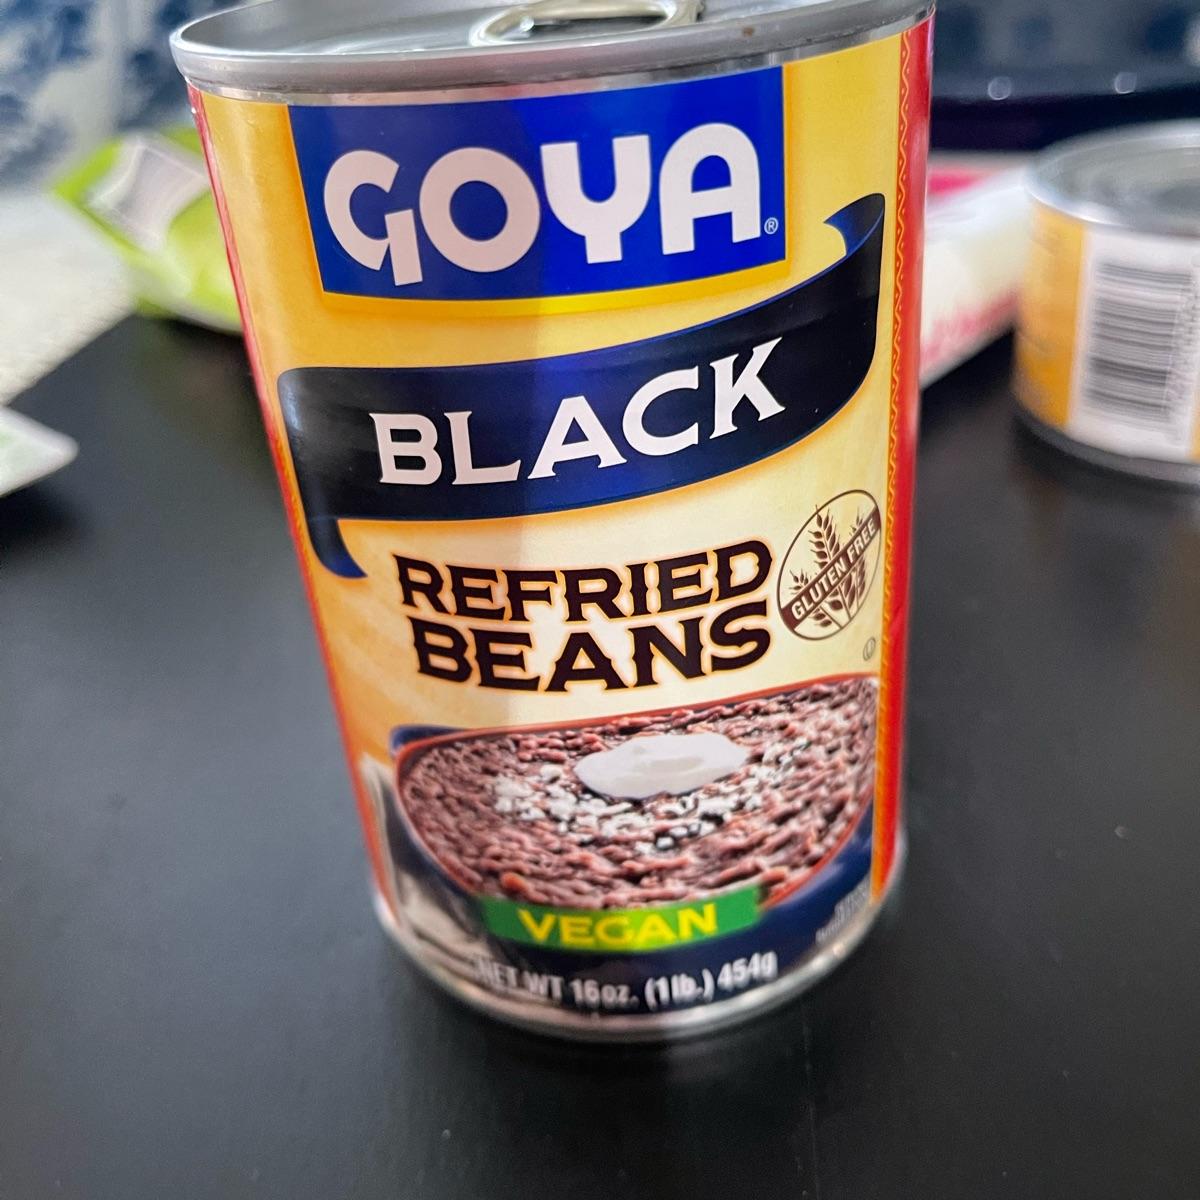 GOYA®
BLACK
REFRIED
BEANS
GLUTEN FREE
U
VEGAN
NET WT 16oz. (1lb.) 454g